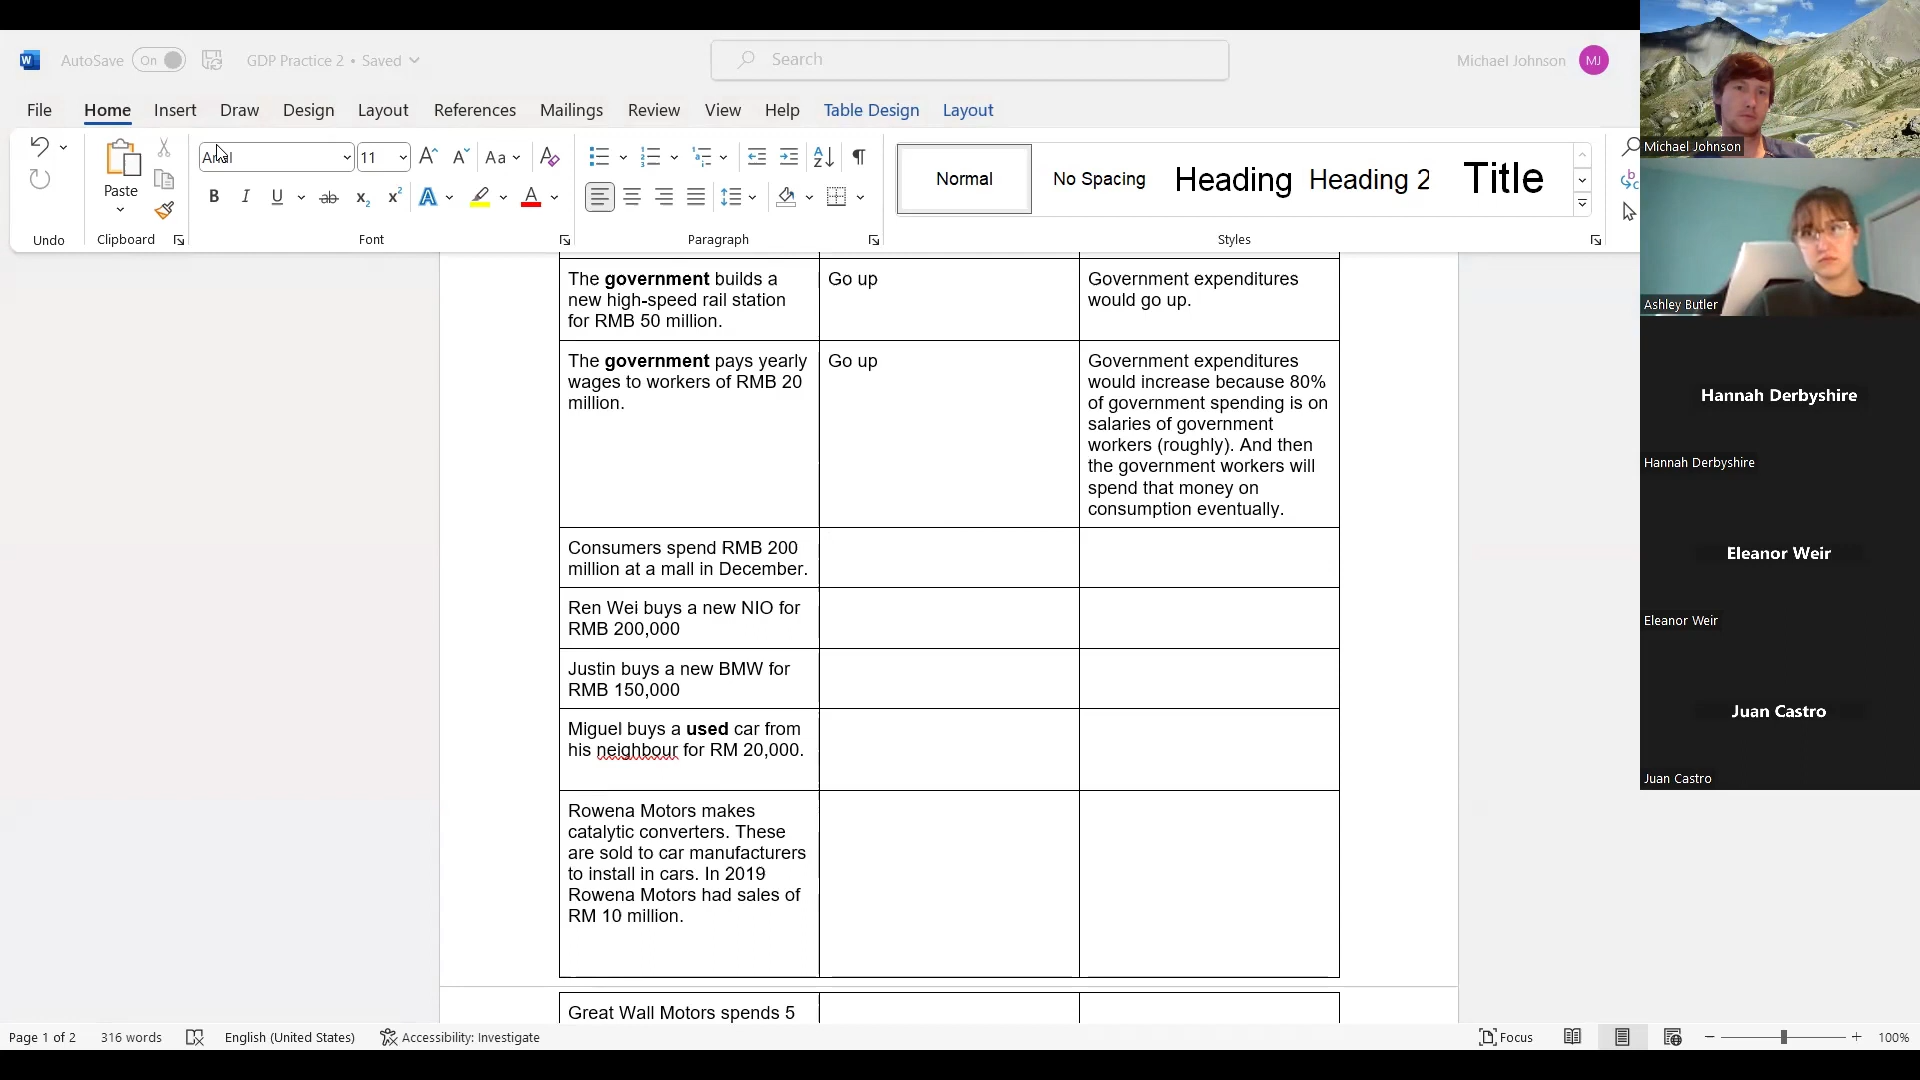 AutoSave On GDP Practice 2 • Saved
Search
Michael Johnson MJ
File Home Insert Draw Design Layout References Mailings Review View Help Table Design Layout
Paste
11
Aa
Normal
No Spacing
Heading
Heading 2
Title
Undo Clipboard Font Paragraph Styles
The government builds a
new high-speed rail station
for RMB 50 million.
Go up
Government expenditures
would go up.
The government pays yearly
wages to workers of RMB 20
million.
Go up
Government expenditures
would increase because 80%
of government spending is on
salaries of government
workers (roughly). And then
the government workers will
spend that money on
consumption eventually.
Consumers spend RMB 200
million at a mall in December.
Ren Wei buys a new NIO for
RMB 200,000
Justin buys a new BMW for
RMB 150,000
Miguel buys a used car from
his neighbour for RM 20,000.
Rowena Motors makes
catalytic converters. These
are sold to car manufacturers
to install in cars. In 2019
Rowena Motors had sales of
RM 10 million.
Great Wall Motors spends 5
Page 1 of 2 316 words English (United States) Accessibility: Investigate Focus 100%
Michael Johnson
Ashley Butler
Hannah Derbyshire
Hannah Derbyshire
Eleanor Weir
Eleanor Weir
Juan Castro
Juan Castro